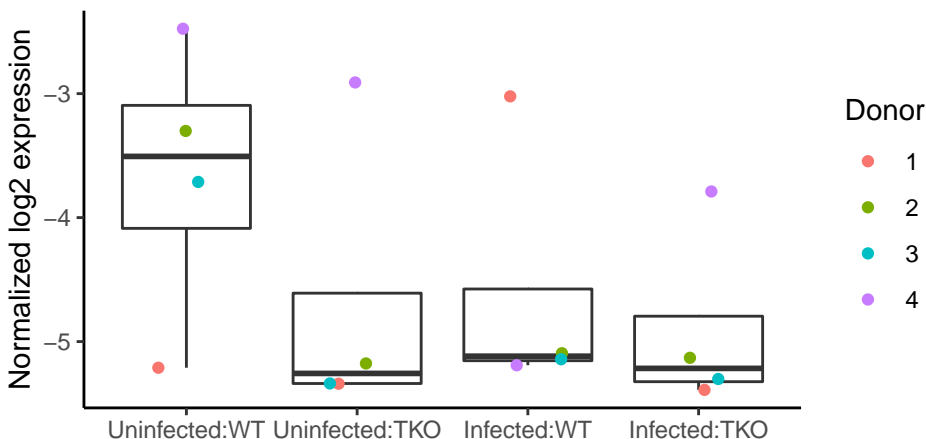 Normalized log2 expression
−3
−4
−5
Uninfected:WT
Uninfected:TKO
Infected:WT
Infected:TKO
Donor
1
2
3
4